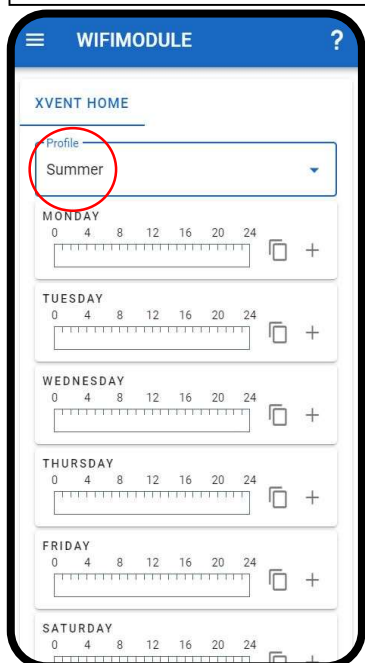 WIFIMODULE ?
XVENT HOME
Profile
Summer
MONDAY
0 4 8 12 16 20 24
TUESDAY
0 4 8 12 16 20 24
WEDNESDAY
0 4 8 12 16 20 24
THURSDAY
0 4 8 12 16 20 24
FRIDAY
0 4 8 12 16 20 24
SATURDAY
0 4 8 12 16 20 24